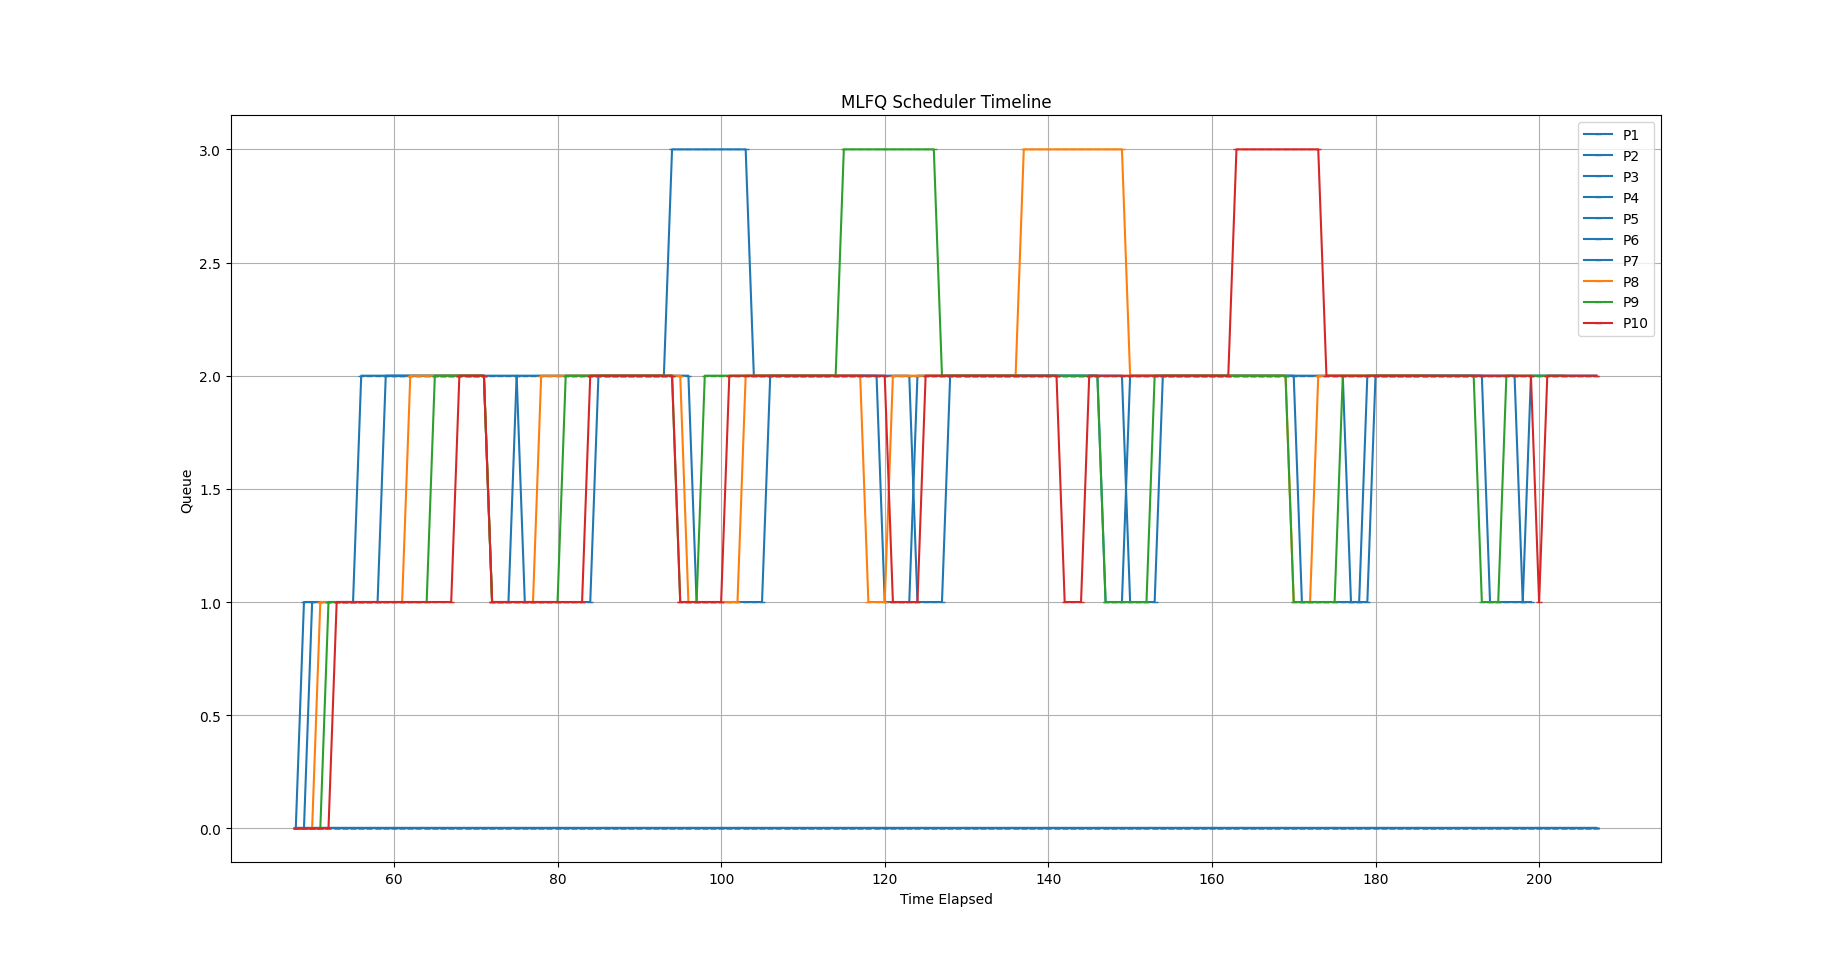 MLFQ Scheduler Timeline
3.0
2.5
2.0
1.5
1.0
0.5
0.0
Queue
P1
P2
P3
P4
P5
P6
P7
P8
P9
P10
60 80 100 120 140 160 180 200
Time Elapsed